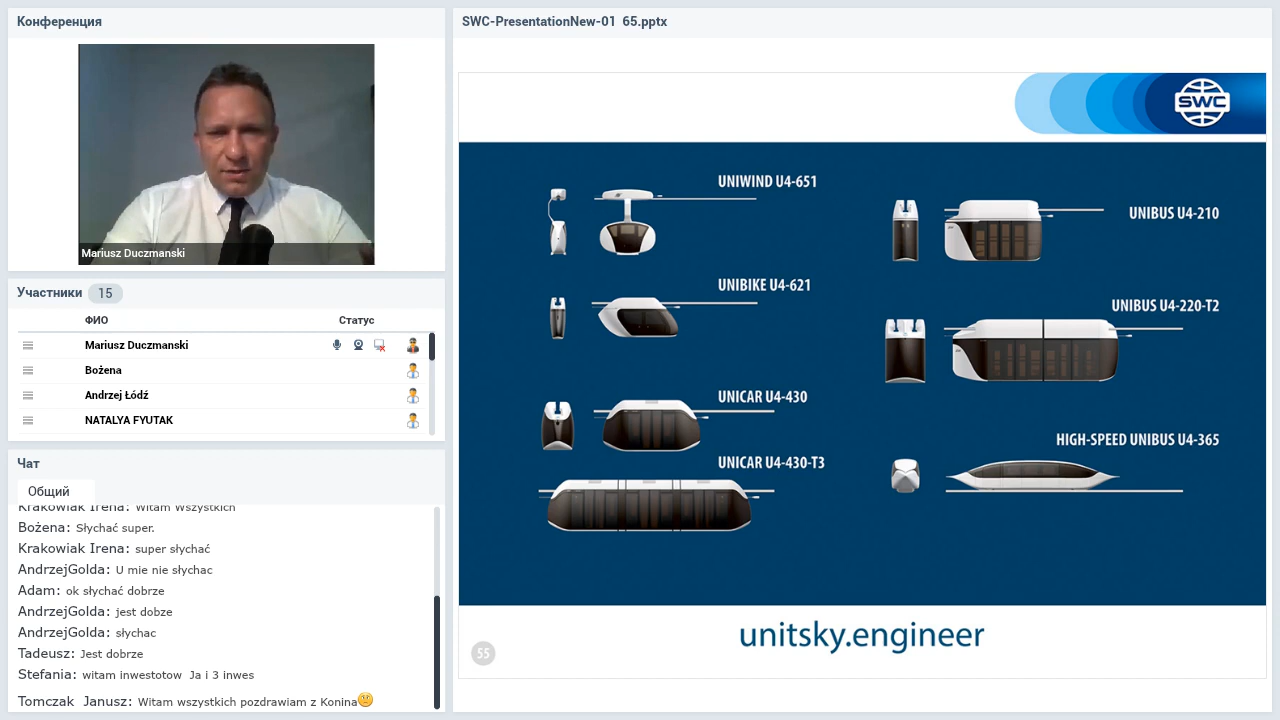 Конференция
Mariusz Duczmanski
Участники 15
ФИО Статус
Mariusz Duczmanski
Bożena
Andrzej Łódź
NATALYA FYUTAK
Чат
Общий
Krakowiak Irena: Witam Wszystkich
Bożena: Słychać super.
Krakowiak Irena: super słychać
AndrzejGolda: U mie nie słychac
Adam: ok słychać dobrze
AndrzejGolda: jest dobze
AndrzejGolda: słychac
Tadeusz: Jest dobrze
Stefania: witam inwestotow Ja i 3 inwes
Tomczak Janusz: Witam wszystkich pozdrawiam z Konina
SWC-PresentationNew-01 65.pptx
SWC
UNIWIND U4-651
UNIBIKE U4-621
UNICAR U4-430
UNICAR U4-430-T3
UNIBUS U4-210
UNIBUS U4-220-T2
HIGH-SPEED UNIBUS U4-365
unitsky.engineer
55